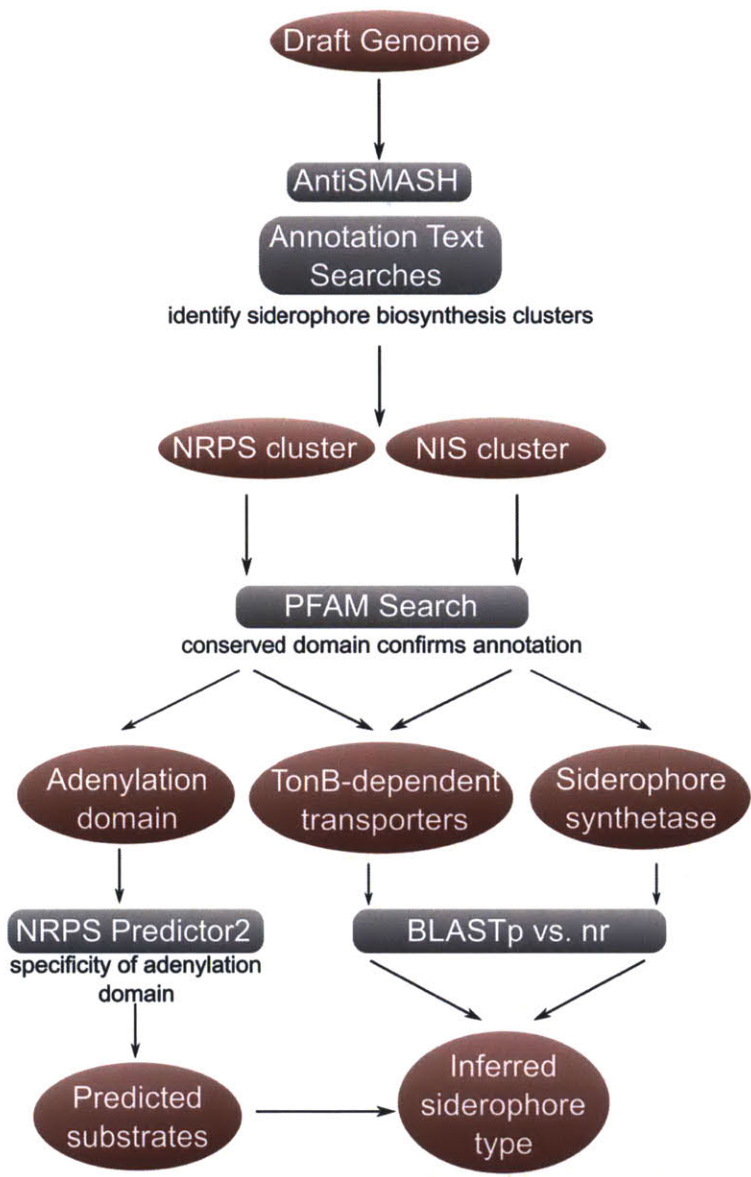 Draft Genome
AntiSMASH
Annotation Text
Searches
identify siderophore biosynthesis clusters
NRPS cluster
NIS cluster
PFAM Search
conserved domain confirms annotation
Adenylation
domain
TonB-dependent
transporters
Siderophore
synthetase
NRPS Predictor2
specificity of adenylation
domain
BLASTp vs. nr
Predicted
substrates
Inferred
siderophore
type